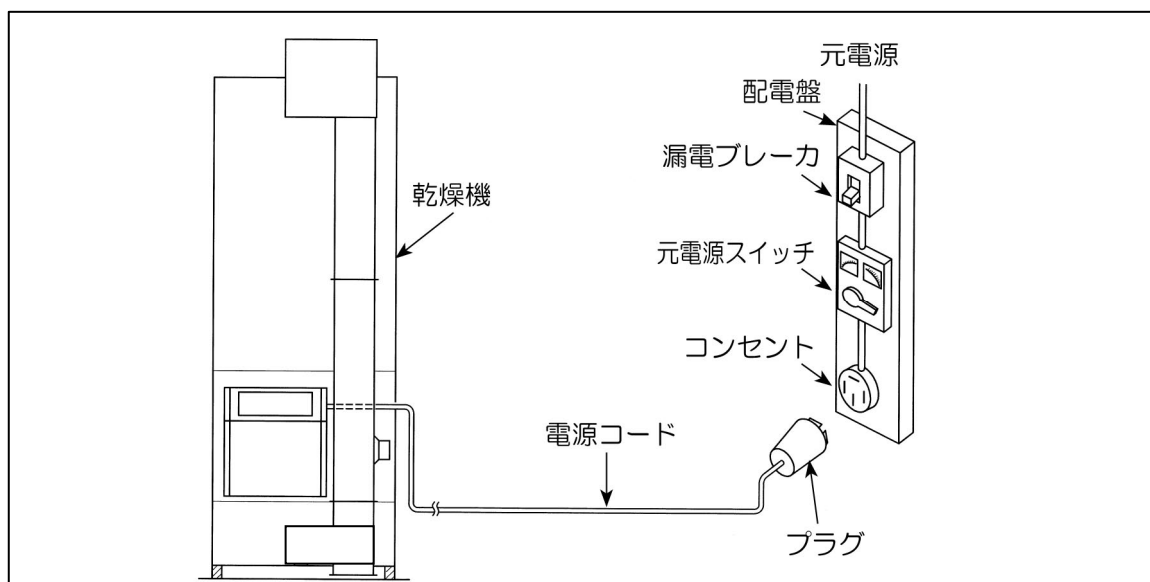 元電源
配電盤
漏電ブレーカ
乾燥機
元電源スイッチ
コンセント
電源コード
プラグ